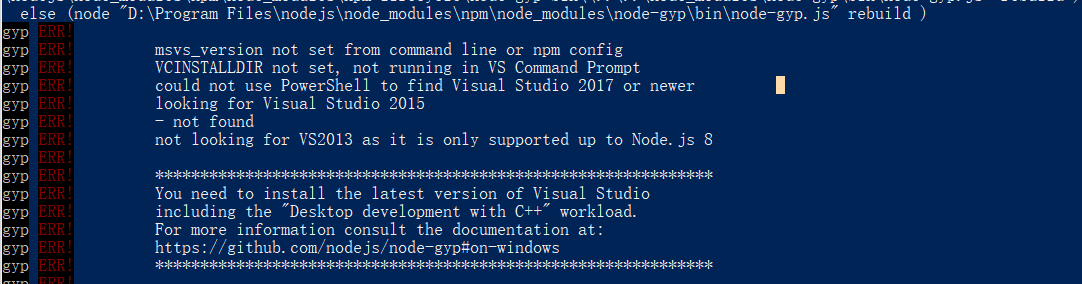 else (node "D:\Program Files\nodejs\node_modules\npm\node_modules\node-gyp\bin\node-gyp.js" rebuild )
gyp ERR!
gyp ERR! msvs_version not set from command line or npm config
gyp ERR! VCINSTALLDIR not set, not running in VS Command Prompt
gyp ERR! could not use PowerShell to find Visual Studio 2017 or newer
gyp ERR! looking for Visual Studio 2015
gyp ERR! - not found
gyp ERR! not looking for VS2013 as it is only supported up to Node.js 8
gyp ERR!
gyp ERR! **************************************************************
gyp ERR! You need to install the latest version of Visual Studio
gyp ERR! including the "Desktop development with C++" workload.
gyp ERR! For more information consult the documentation at:
gyp ERR! https://github.com/nodejs/node-gyp#on-windows
gyp ERR! **************************************************************
gyp ERR!